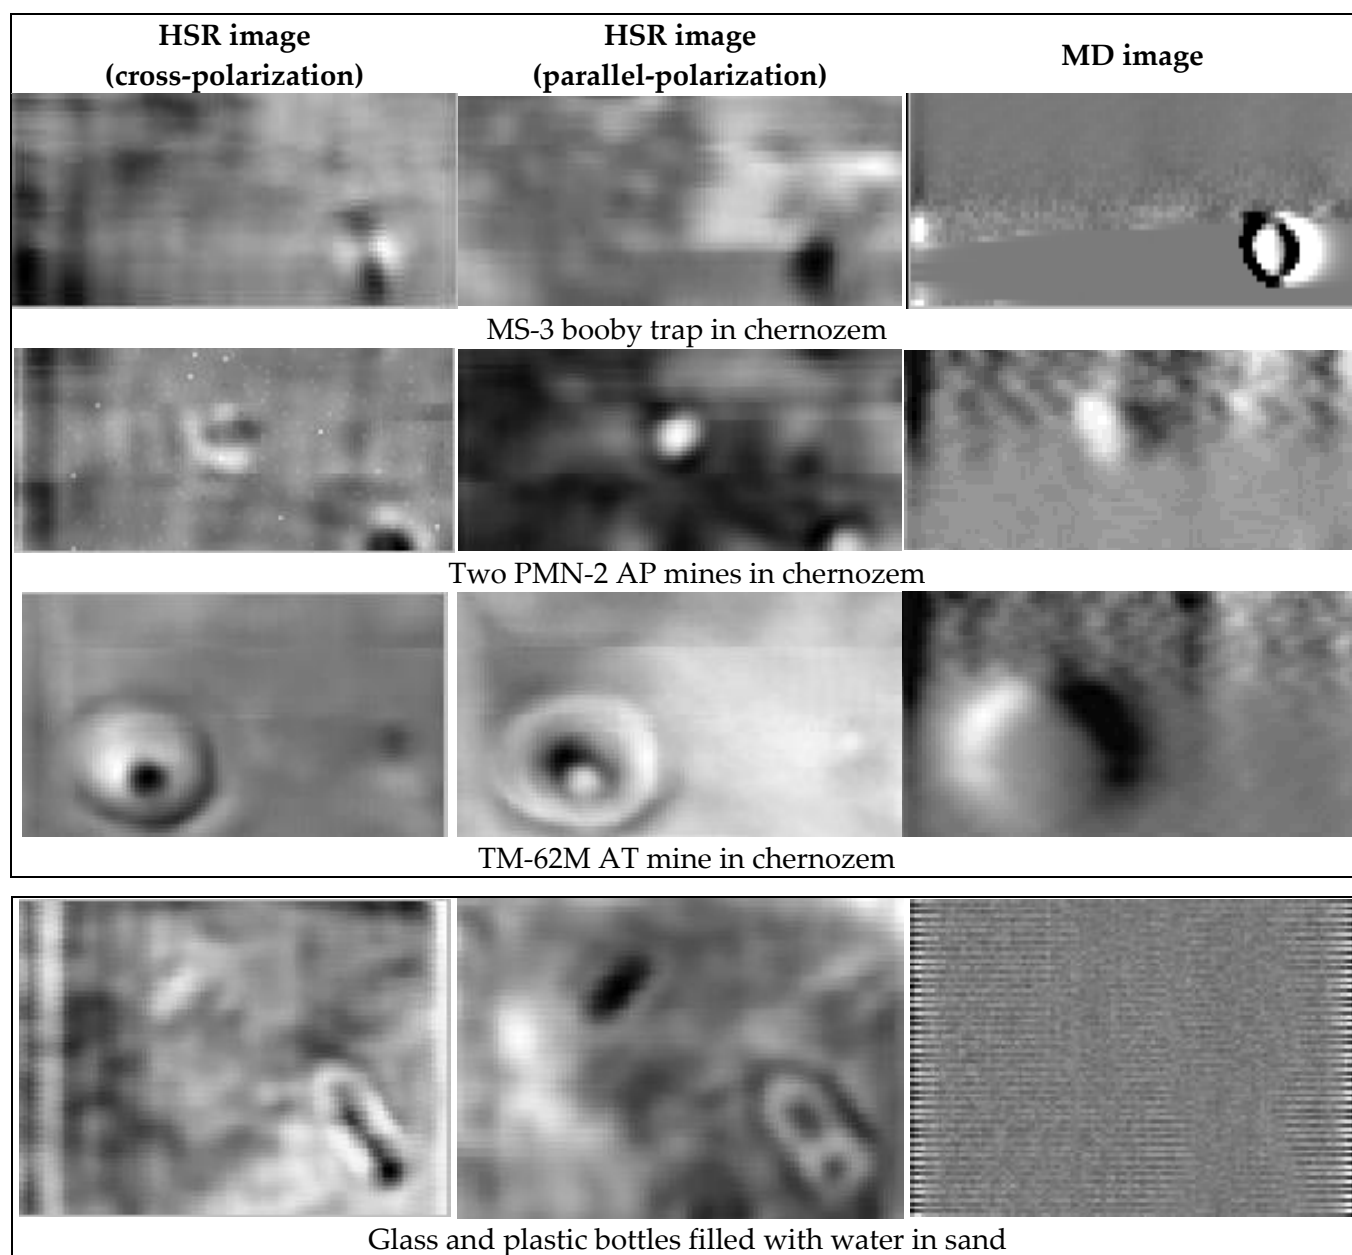 HSR image
(cross-polarization)
HSR image
(parallel-polarization)
MD image
MS-3 booby trap in chernozem
Two PMN-2 AP mines in chernozem
TM-62M AT mine in chernozem
Glass and plastic bottles filled with water in sand